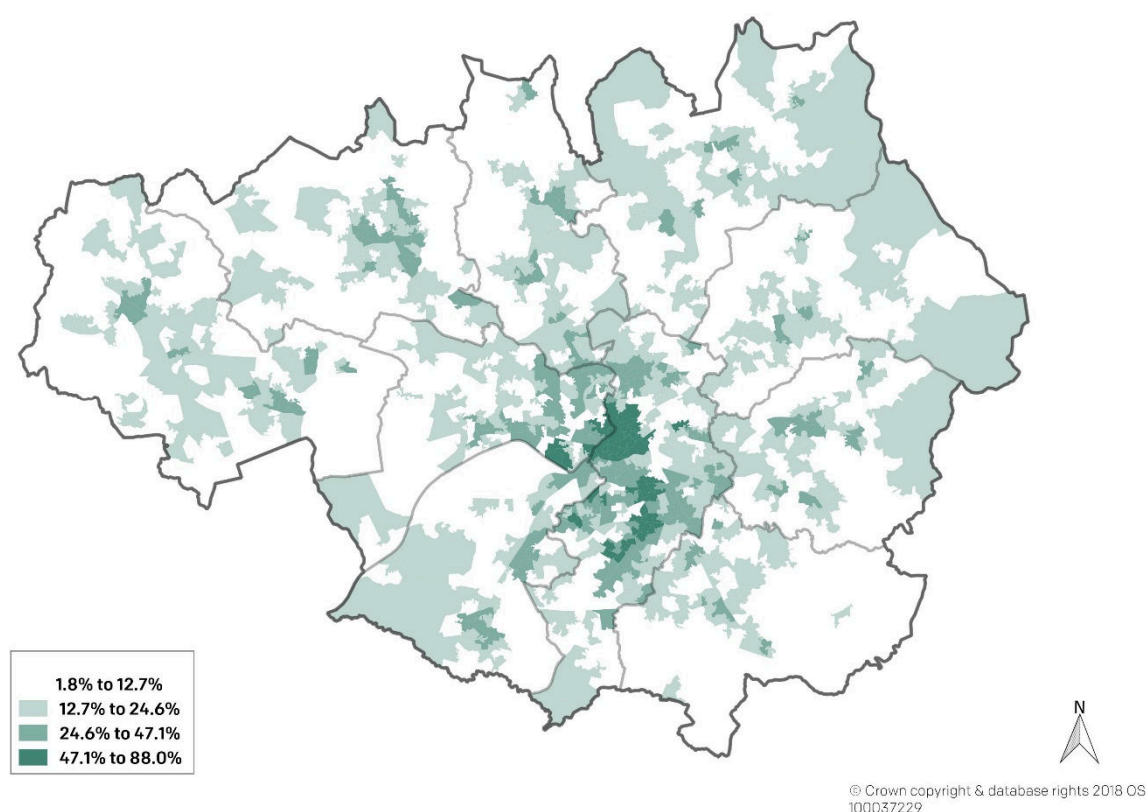 1.8% to 12.7%
12.7% to 24.6%
24.6% to 47.1%
47.1% to 88.0%
N
© Crown copyright & database rights 2018 OS
100037229